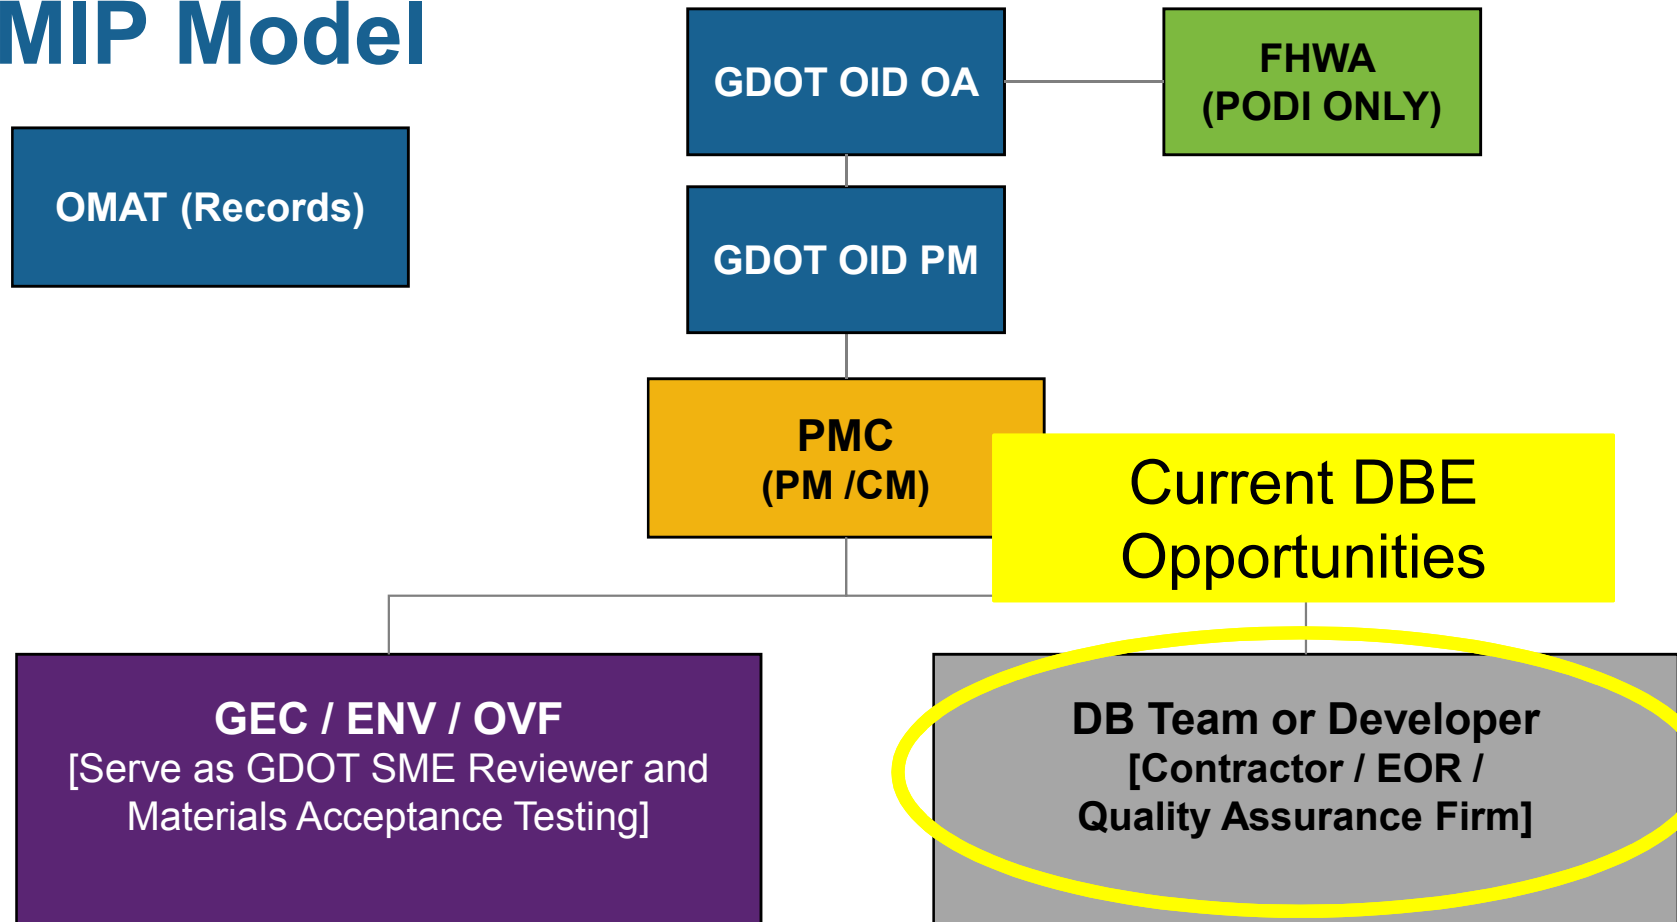 MIP Model
GDOT OID OA
FHWA
(PODI ONLY)
OMAT (Records)
GDOT OID PM
PMC
(PM /CM)
Current DBE
Opportunities
GEC / ENV / OVF
[Serve as GDOT SME Reviewer and
Materials Acceptance Testing]
DB Team or Developer
[Contractor / EOR /
Quality Assurance Firm]